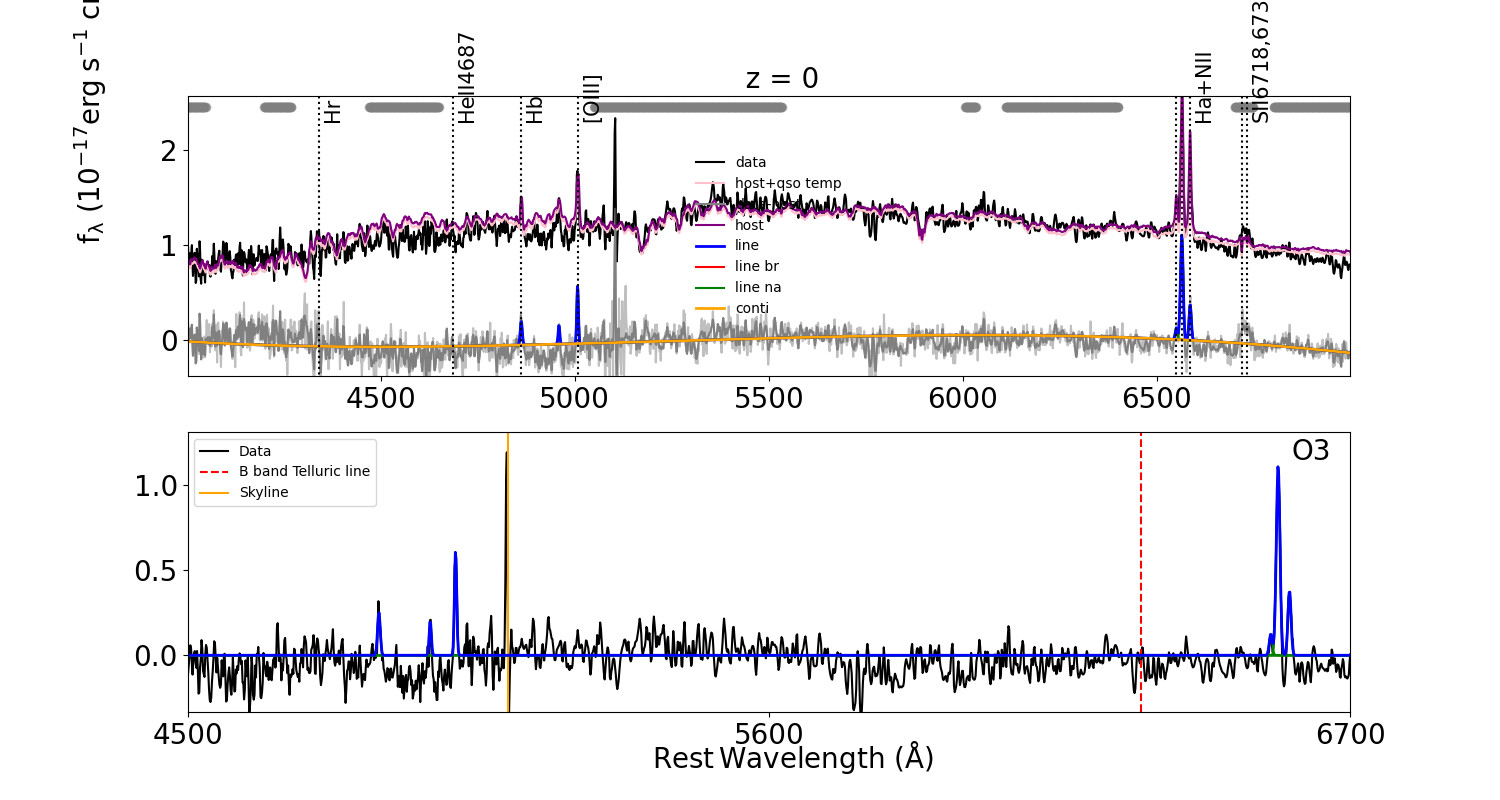 z = 0
Hr
HeII4687
Hb
[OIII]
Ha+NII
SII6718,673
fλ (10−17erg s−1 c
2
1
0
data
host+qso temp
host
line
line br
line na
conti
4500
5000
5500
6000
6500
O3
Data
B band Telluric line
Skyline
1.0
0.5
0.0
4500
5600
6700
Rest Wavelength (Å)